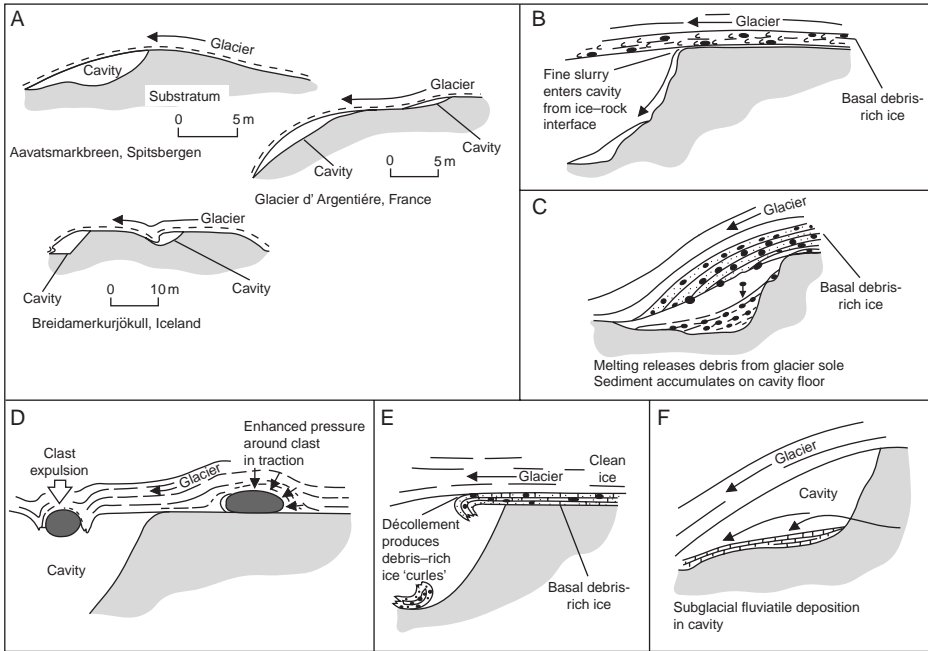 A
Glacier
Cavity
Substratum
0 5 m
Aavatsmarkbreen, Spitsbergen
Glacier
Cavity
Cavity
0 5 m
Glacier d' Argentiére, France
Glacier
Cavity
Cavity
0 10 m
Breidamerkurjökull, Iceland
B
Glacier
Fine slurry
enters cavity
from ice–rock
interface
Basal debris-
rich ice
C
Glacier
Basal debris-
rich ice
Melting releases debris from glacier sole
Sediment accumulates on cavity floor
D
Clast
expulsion
Glacier
Enhanced pressure
around clast
in traction
Cavity
E
Clean
ice
Glacier
Décollement
produces
debris–rich
ice 'curles'
Basal debris-
rich ice
F
Glacier
Cavity
Subglacial fluviatile deposition
in cavity